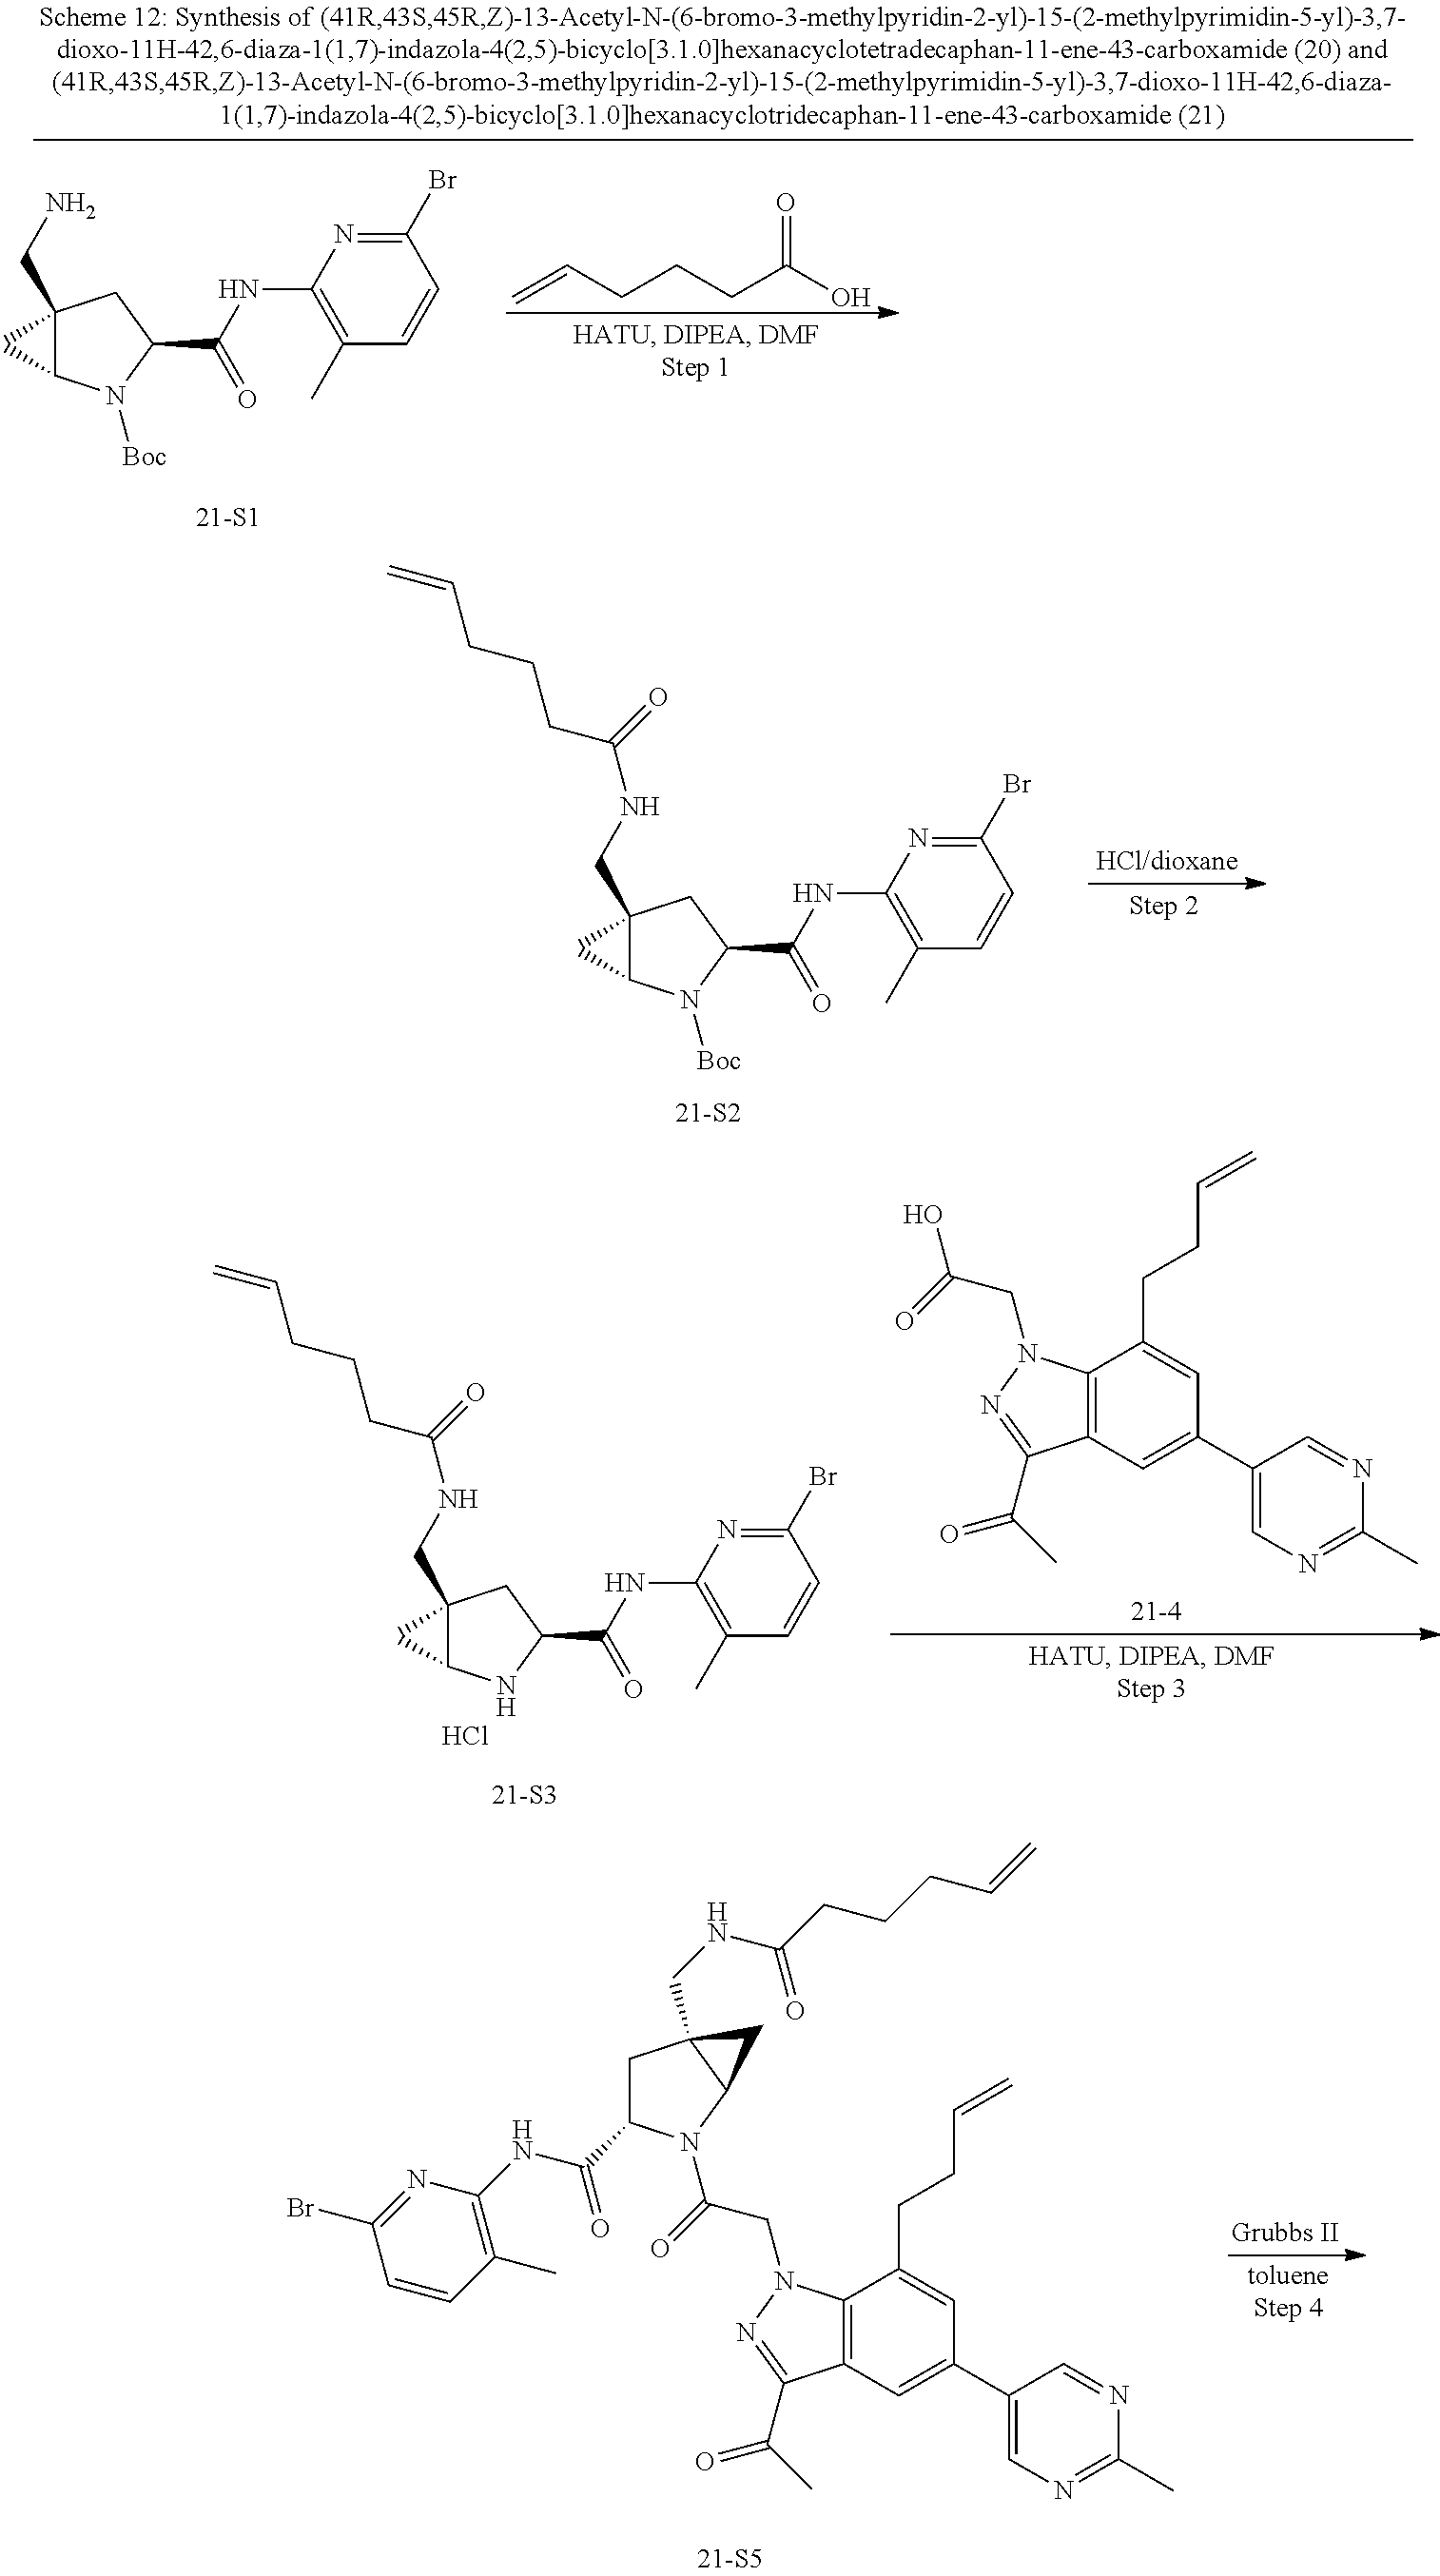 Scheme 12: Synthesis of (41R,43S,45R,Z)-13-Acetyl-N-(6-bromo-3-methylpyridin-2-yl)-15-(2-methylpyrimidin-5-yl)-3,7-
dioxo-11H-42,6-diaza-1(1,7)-indazola-4(2,5)-bicyclo[3.1.0]hexanacyclotetradecaphan-11-ene-43-carboxamide (20) and
(41R,43S,45R,Z)-13-Acetyl-N-(6-bromo-3-methylpyridin-2-yl)-15-(2-methylpyrimidin-5-yl)-3,7-dioxo-11H-42,6-diaza-
1(1,7)-indazola-4(2,5)-bicyclo[3.1.0]hexanacyclotridecaphan-11-ene-43-carboxamide (21)
NH2
Br
N
HN
O
N
Boc
21-S1
O
OH
HATU, DIPEA, DMF
Step 1
O
NH
Br
N
HN
O
N
Boc
21-S2
HCl/dioxane
Step 2
O
NH
Br
N
HN
O
N
H
HCl
21-S3
HO
O
N
N
O
N
N
21-4
HATU, DIPEA, DMF
Step 3
H
N
O
H
N
N
N
Br
O
O
N
N
N
O
N
21-S5
Grubbs II
toluene
Step 4